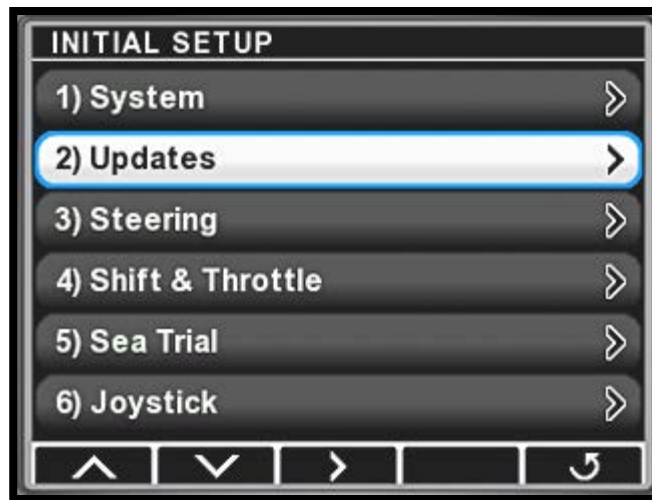 INITIAL SETUP
1) System
2) Updates
3) Steering
4) Shift & Throttle
5) Sea Trial
6) Joystick